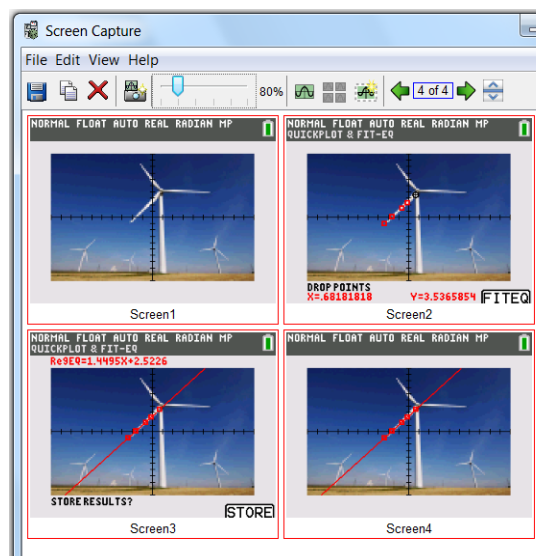 Screen Capture
File Edit View Help
80%
4 of 4
NORMAL FLOAT AUTO REAL RADIAN MP
Screen1
NORMAL FLOAT AUTO REAL RADIAN MP
QUICKPLOT & FIT-EQ
DROP POINTS
X=.68181818 Y=3.5365854 FITEQ
Screen2
NORMAL FLOAT AUTO REAL RADIAN MP
QUICKPLOT & FIT-EQ
RegEQ=1.4495X+2.5226
STORE RESULTS?
STORE
Screen3
NORMAL FLOAT AUTO REAL RADIAN MP
Screen4